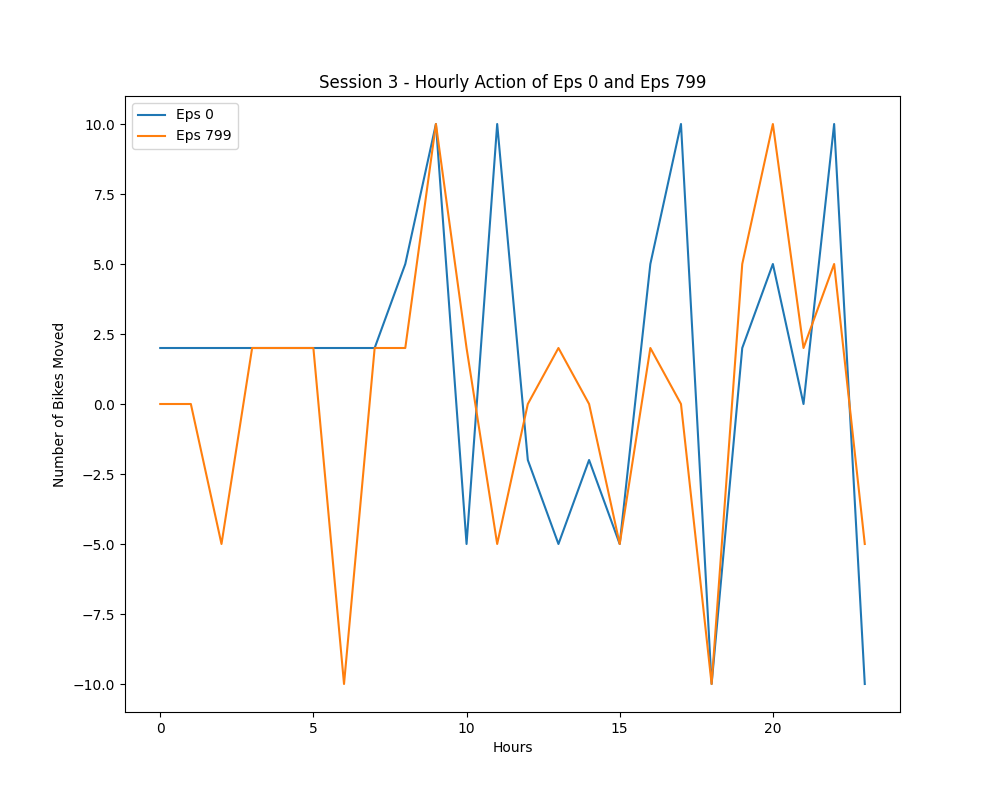 Session 3 - Hourly Action of Eps 0 and Eps 799
Eps 0
Eps 799
10.0
7.5
5.0
2.5
0.0
−2.5
−5.0
−7.5
−10.0
Number of Bikes Moved
0 5 10 15 20
Hours